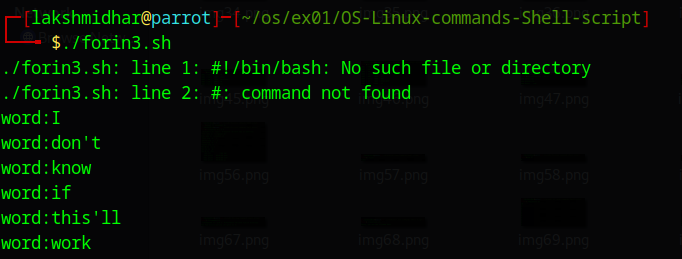 ┌─[lakshmidhar@parrot]─[~/os/ex01/OS-Linux-commands-Shell-script]
└──╼ $./forin3.sh
./forin3.sh: line 1: #!/bin/bash: No such file or directory
./forin3.sh: line 2: #: command not found
word:I
word:don't
word:know
word:if
word:this'll
word:work
img47.png
img56.png
img57.png
img58.png
img67.png
img68.png
img69.png